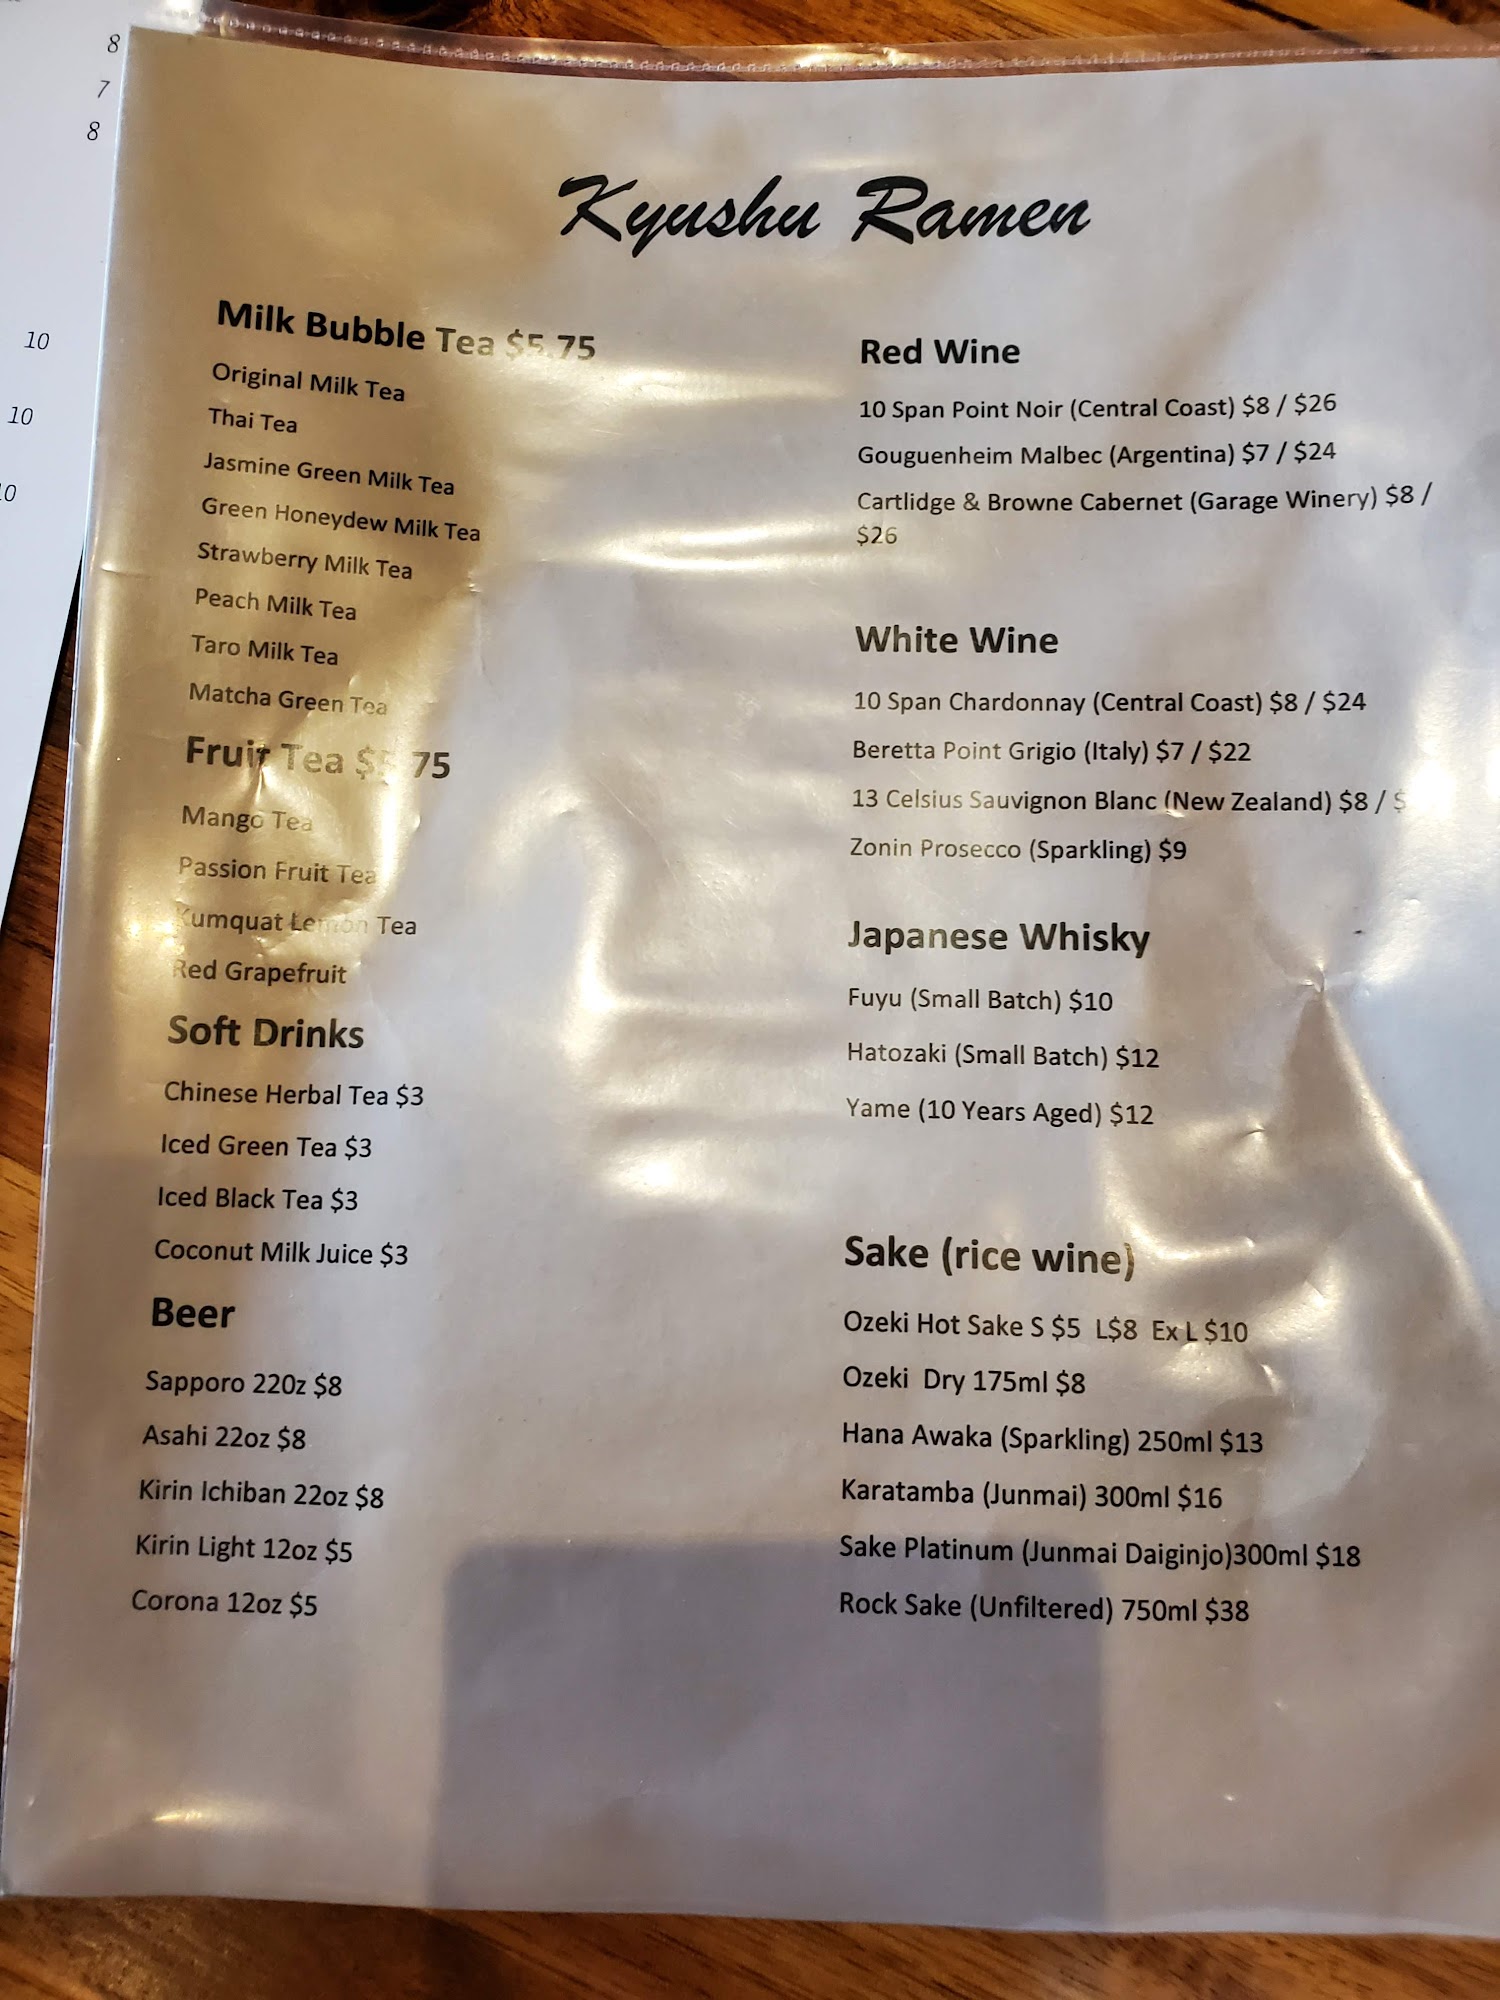 8
7
8
10
10
Kyushu Ramen
Milk Bubble Tea $5.75
Original Milk Tea
Thai Tea
Jasmine Green Milk Tea
Green Honeydew Milk Tea
Strawberry Milk Tea
Peach Milk Tea
Taro Milk Tea
Matcha Green Tea
Fruit Tea $5.75
Mango Tea
Passion Fruit Tea
Kumquat Lemon Tea
Red Grapefruit
Soft Drinks
Chinese Herbal Tea $3
Iced Green Tea $3
Iced Black Tea $3
Coconut Milk Juice $3
Beer
Sapporo 220z $8
Asahi 22oz $8
Kirin Ichiban 22oz $8
Kirin Light 12oz $5
Corona 12oz $5
Red Wine
10 Span Point Noir (Central Coast) $8 / $26
Gouguenheim Malbec (Argentina) $7 / $24
Cartlidge & Browne Cabernet (Garage Winery) $8 /
$26
White Wine
10 Span Chardonnay (Central Coast) $8 / $24
Beretta Point Grigio (Italy) $7 / $22
13 Celsius Sauvignon Blanc (New Zealand) $8 / $
Zonin Prosecco (Sparkling) $9
Japanese Whisky
Fuyu (Small Batch) $10
Hatozaki (Small Batch) $12
Yame (10 Years Aged) $12
Sake (rice wine)
Ozeki Hot Sake S $5 L$8 Ex L $10
Ozeki Dry 175ml $8
Hana Awaka (Sparkling) 250ml $13
Karatamba (Junmai) 300ml $16
Sake Platinum (Junmai Daiginjo)300ml $18
Rock Sake (Unfiltered) 750ml $38